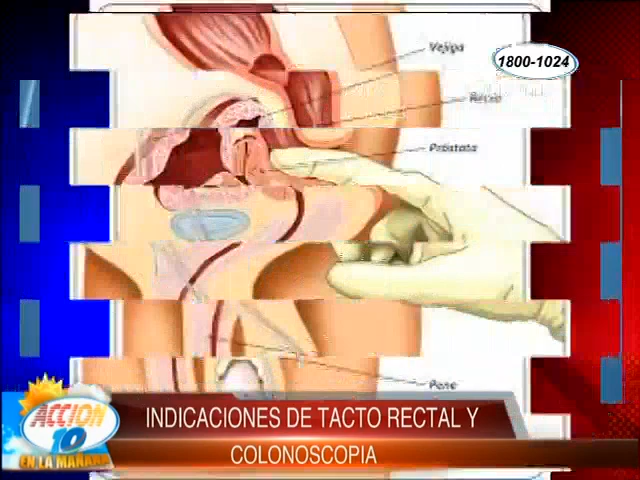 Vejiga
1800-1024
Recto
Próstata
Pene
ACCION
10
EN LA MAÑANA
INDICACIONES DE TACTO RECTAL Y
COLONOSCOPIA